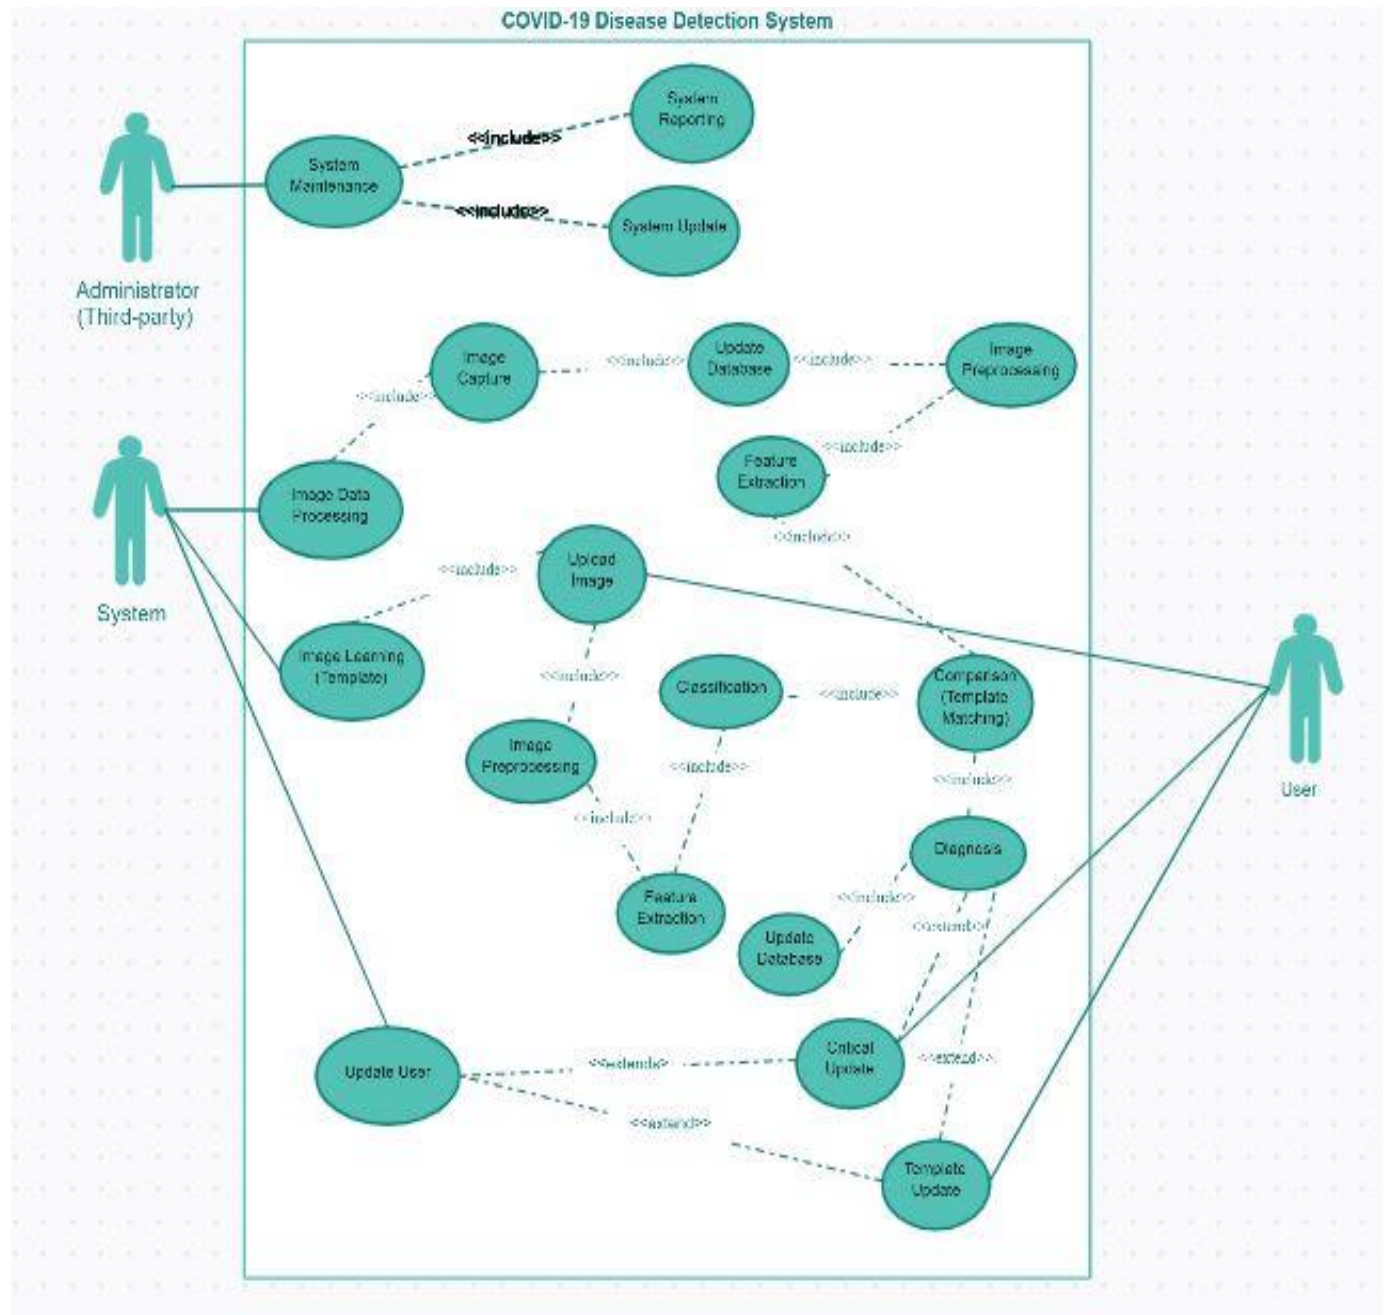 COVID-19 Disease Detection System
System
Reporting
<<include>>
System
Maintenance
<<include>>
System Update
Administrator
(Third-party)
Image
Capture
<<include>>
Update
Database
<<include>>
Image
Preprocessing
<<include>>
<<include>>
Feature
Extraction
Image Data
Processing
<<include>>
Upload
Image
<<include>>
System
Image Learning
(Template)
<<include>>
Classification
<<include>>
Comparison
(Template
Matching)
Image
Preprocessing
<<include>>
<<include>>
User
<<include>>
Diagnosis
<<include>>
Feature
Extraction
<<extend>>
Update
Database
Critical
Update
<<extends>
<<extend>>
Update User
<<extend>>
Template
Update